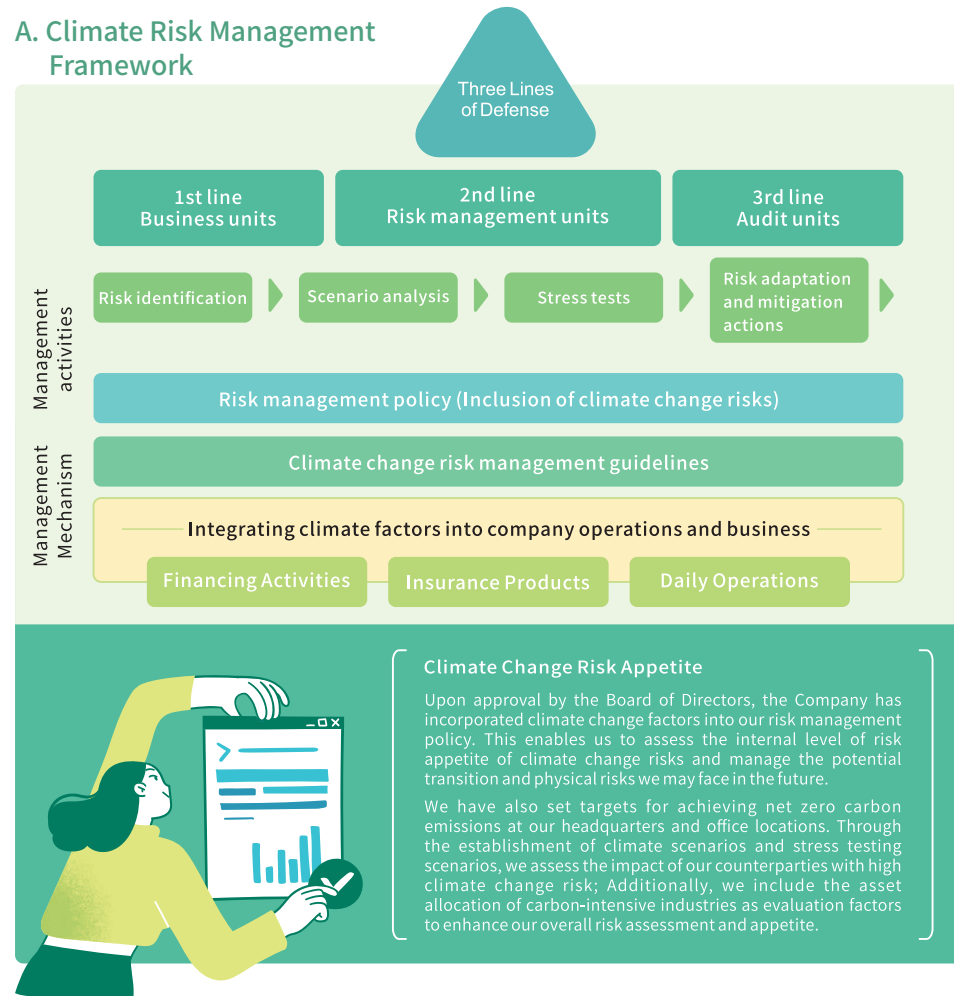 A. Climate Risk Management
Framework
Three Lines
of Defense
1st line
Business units
2nd line
Risk management units
3rd line
Audit units
Management
activities
Risk identification
Scenario analysis
Stress tests
Risk adaptation
and mitigation
actions
Risk management policy (Inclusion of climate change risks)
Management
Mechanism
Climate change risk management guidelines
Integrating climate factors into company operations and business
Financing Activities
Insurance Products
Daily Operations
Climate Change Risk Appetite
Upon approval by the Board of Directors, the Company has
incorporated climate change factors into our risk management
policy. This enables us to assess the internal level of risk
appetite of climate change risks and manage the potential
transition and physical risks we may face in the future.
We have also set targets for achieving net zero carbon
emissions at our headquarters and office locations. Through
the establishment of climate scenarios and stress testing
scenarios, we assess the impact of our counterparties with high
climate change risk; Additionally, we include the asset
allocation of carbon-intensive industries as evaluation factors
to enhance our overall risk assessment and appetite.